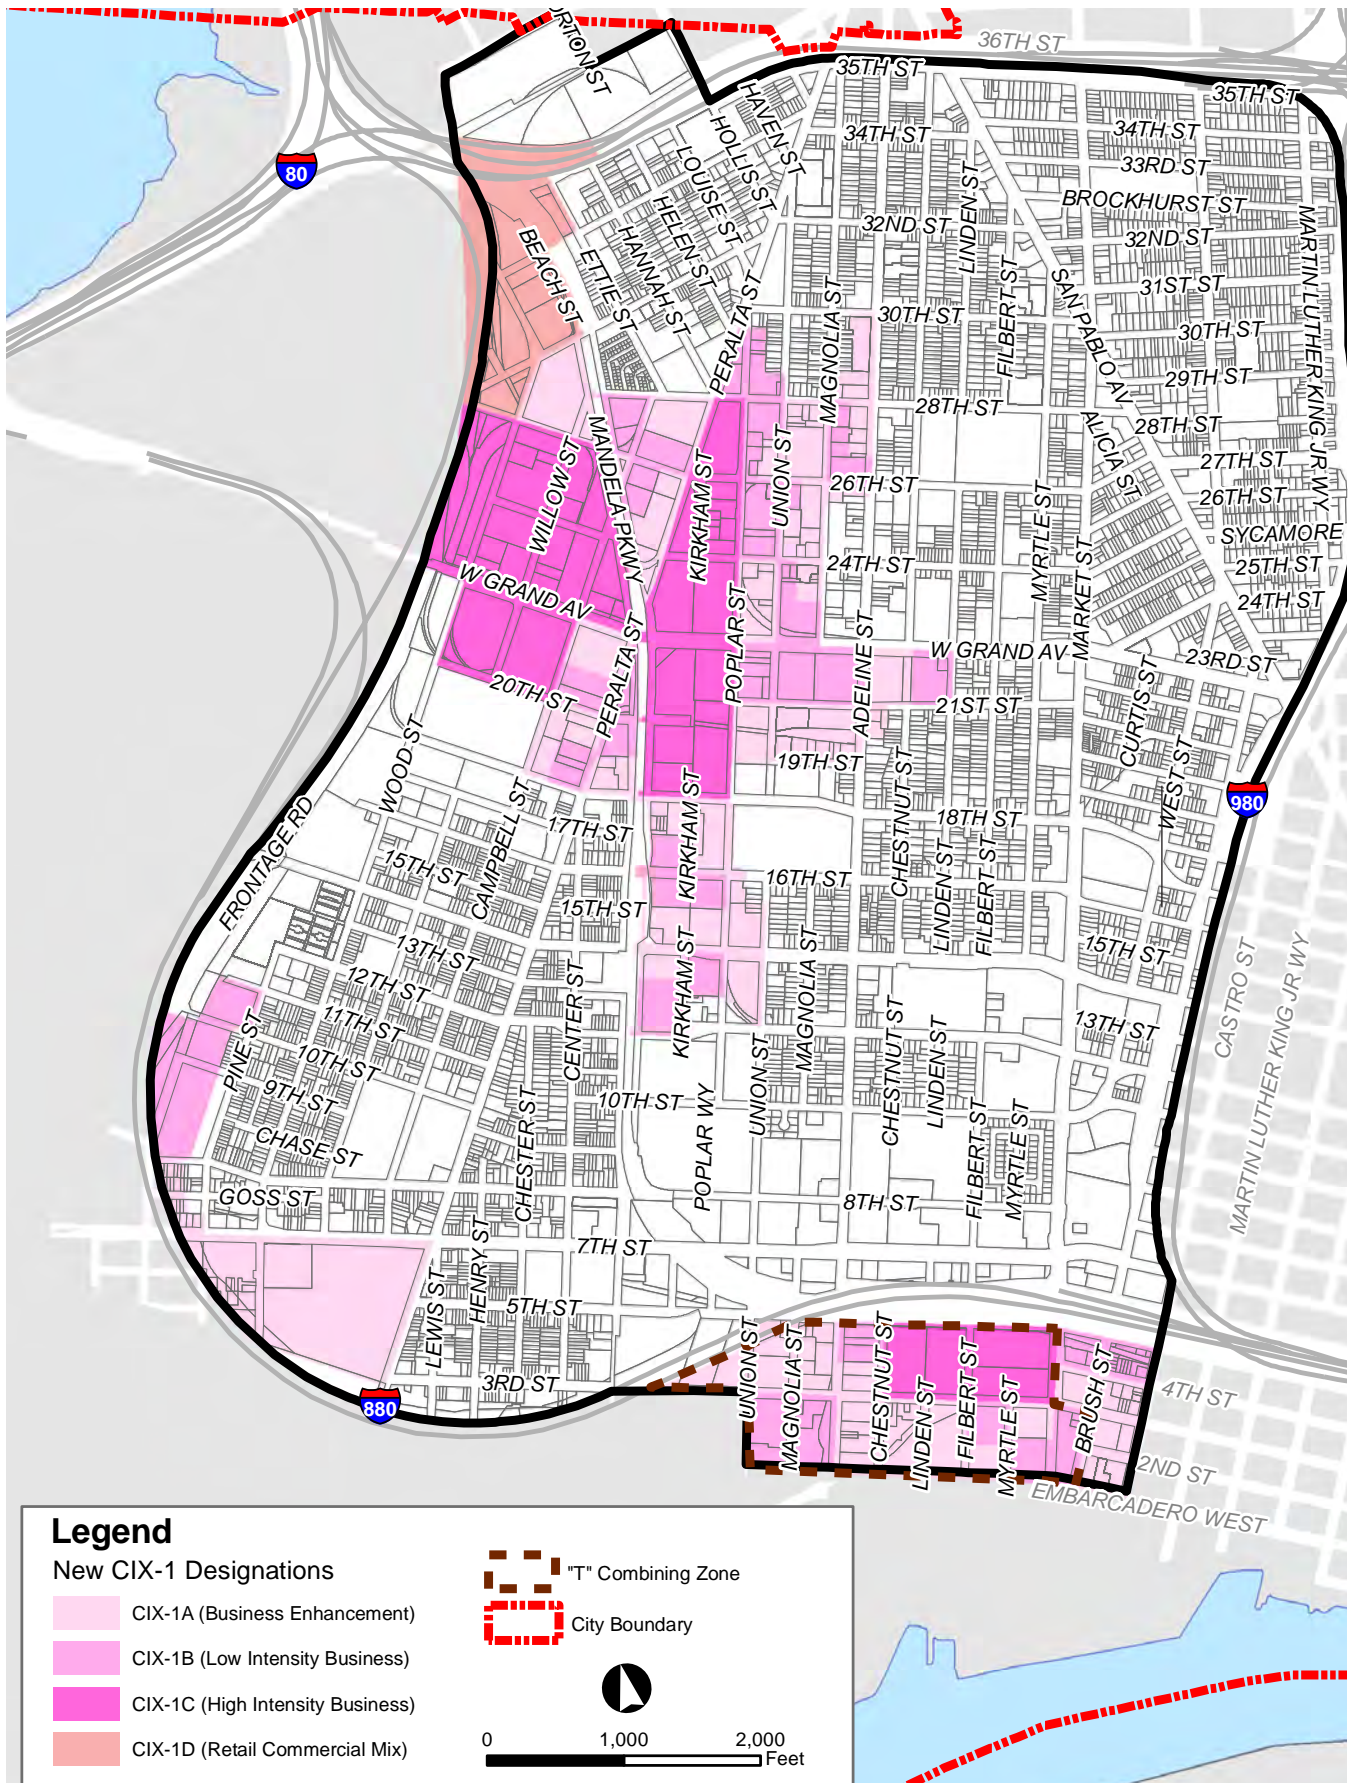 ORTON ST
36TH ST
35TH ST
35TH ST
HAVEN ST
HOLLIS ST
34TH ST
34TH ST
LOUISE ST
33RD ST
80
LINDEN ST
HELEN ST
BROCKHURST ST
32ND ST
32ND ST
HANNAH ST
BEACH ST
ETTIE ST
MARTIN LUTHER KING JR WY
31ST ST
SAN PABLO AV
FILBERT ST
PERALTA ST
MAGNOLIA ST
30TH ST
30TH ST
29TH ST
28TH ST
28TH ST
ALICIA ST
MANDELA PKWY
WILLOW ST
KIRKHAM ST
UNION ST
27TH ST
26TH ST
26TH ST
MYRTLE ST
SYCAMORE
MARKET ST
24TH ST
25TH ST
24TH ST
W GRAND AV
POPLAR ST
PERALTA ST
ADELINE ST
W GRAND AV
23RD ST
CURTIS ST
20TH ST
21ST ST
WOOD ST
WEST ST
19TH ST
CHESTNUT ST
980
CAMPBELL ST
KIRKHAM ST
17TH ST
18TH ST
FRONTAGE RD
15TH ST
16TH ST
LINDEN ST
FILBERT ST
15TH ST
13TH ST
KIRKHAM ST
MAGNOLIA ST
15TH ST
CASTRO ST
12TH ST
CENTER ST
MARTIN LUTHER KING JR WY
11TH ST
CHESTNUT ST
LINDEN ST
13TH ST
PINE ST
10TH ST
9TH ST
UNION ST
10TH ST
POPLAR WY
CHESTER ST
FILBERT ST
MYRTLE ST
CHASE ST
GOSS ST
8TH ST
HENRY ST
7TH ST
LEWIS ST
5TH ST
UNION ST
MAGNOLIA ST
CHESTNUT ST
FILBERT ST
BRUSH ST
3RD ST
LINDEN ST
MYRTLE ST
4TH ST
880
2ND ST
EMBARCADERO WEST
Legend
New CIX-1 Designations
CIX-1A (Business Enhancement)
CIX-1B (Low Intensity Business)
CIX-1C (High Intensity Business)
CIX-1D (Retail Commercial Mix)
"T" Combining Zone
City Boundary
0 1,000 2,000
Feet